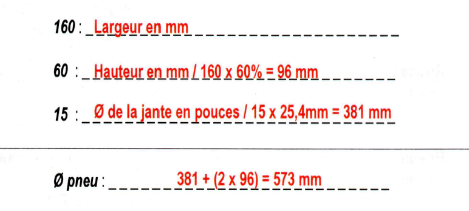 160 : Largeur en mm
60 : Hauteur en mm / 160 x 60% = 96 mm
15 : Ø de la jante en pouces / 15 x 25,4mm = 381 mm
Ø pneu : 381 + (2 x 96) = 573 mm